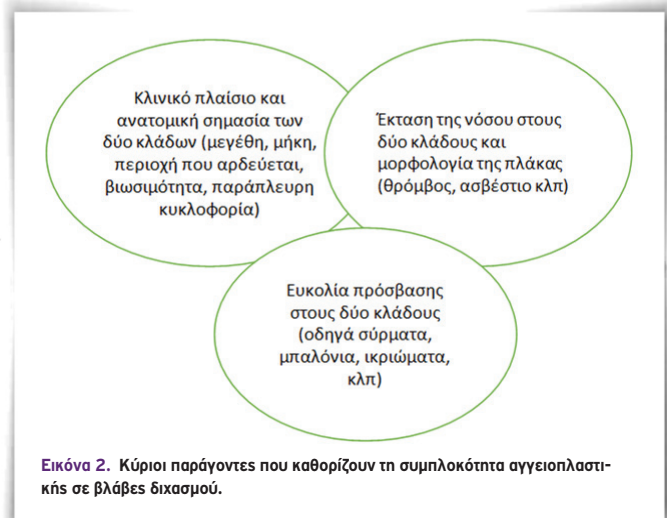 Κλινικό πλαίσιο και
ανατομική σημασία των
δύο κλάδων (μεγέθη, μήκη,
περιοχή που αρδεύεται,
βιωσιμότητα, παράπλευρη
κυκλοφορία)
Έκταση της νόσου στους
δύο κλάδους και
μορφολογία της πλάκας
(θρόμβος, ασβέστιο κλπ)
Ευκολία πρόσβασης
στους δύο κλάδους
(οδηγά σύρματα,
μπαλόνια, ικριώματα,
κλπ)
Εικόνα 2. Κύριοι παράγοντες που καθορίζουν τη συμπλοκότητα αγγειοπλαστι-
κής σε βλάβες διχασμού.